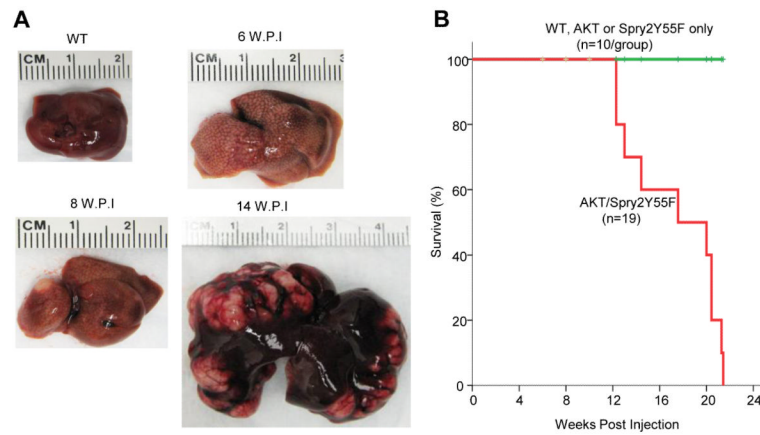 A
WT
CM 1 2
6 W.P.I
CM 1 2 3
8 W.P.I
CM 1 2
14 W.P.I
CM 1 2 3 4
B
WT, AKT or Spry2Y55F only
(n=10/group)
100
80
60
40
20
0
Survival (%)
AKT/Spry2Y55F
(n=19)
0 4 8 12 16 20 24
Weeks Post Injection